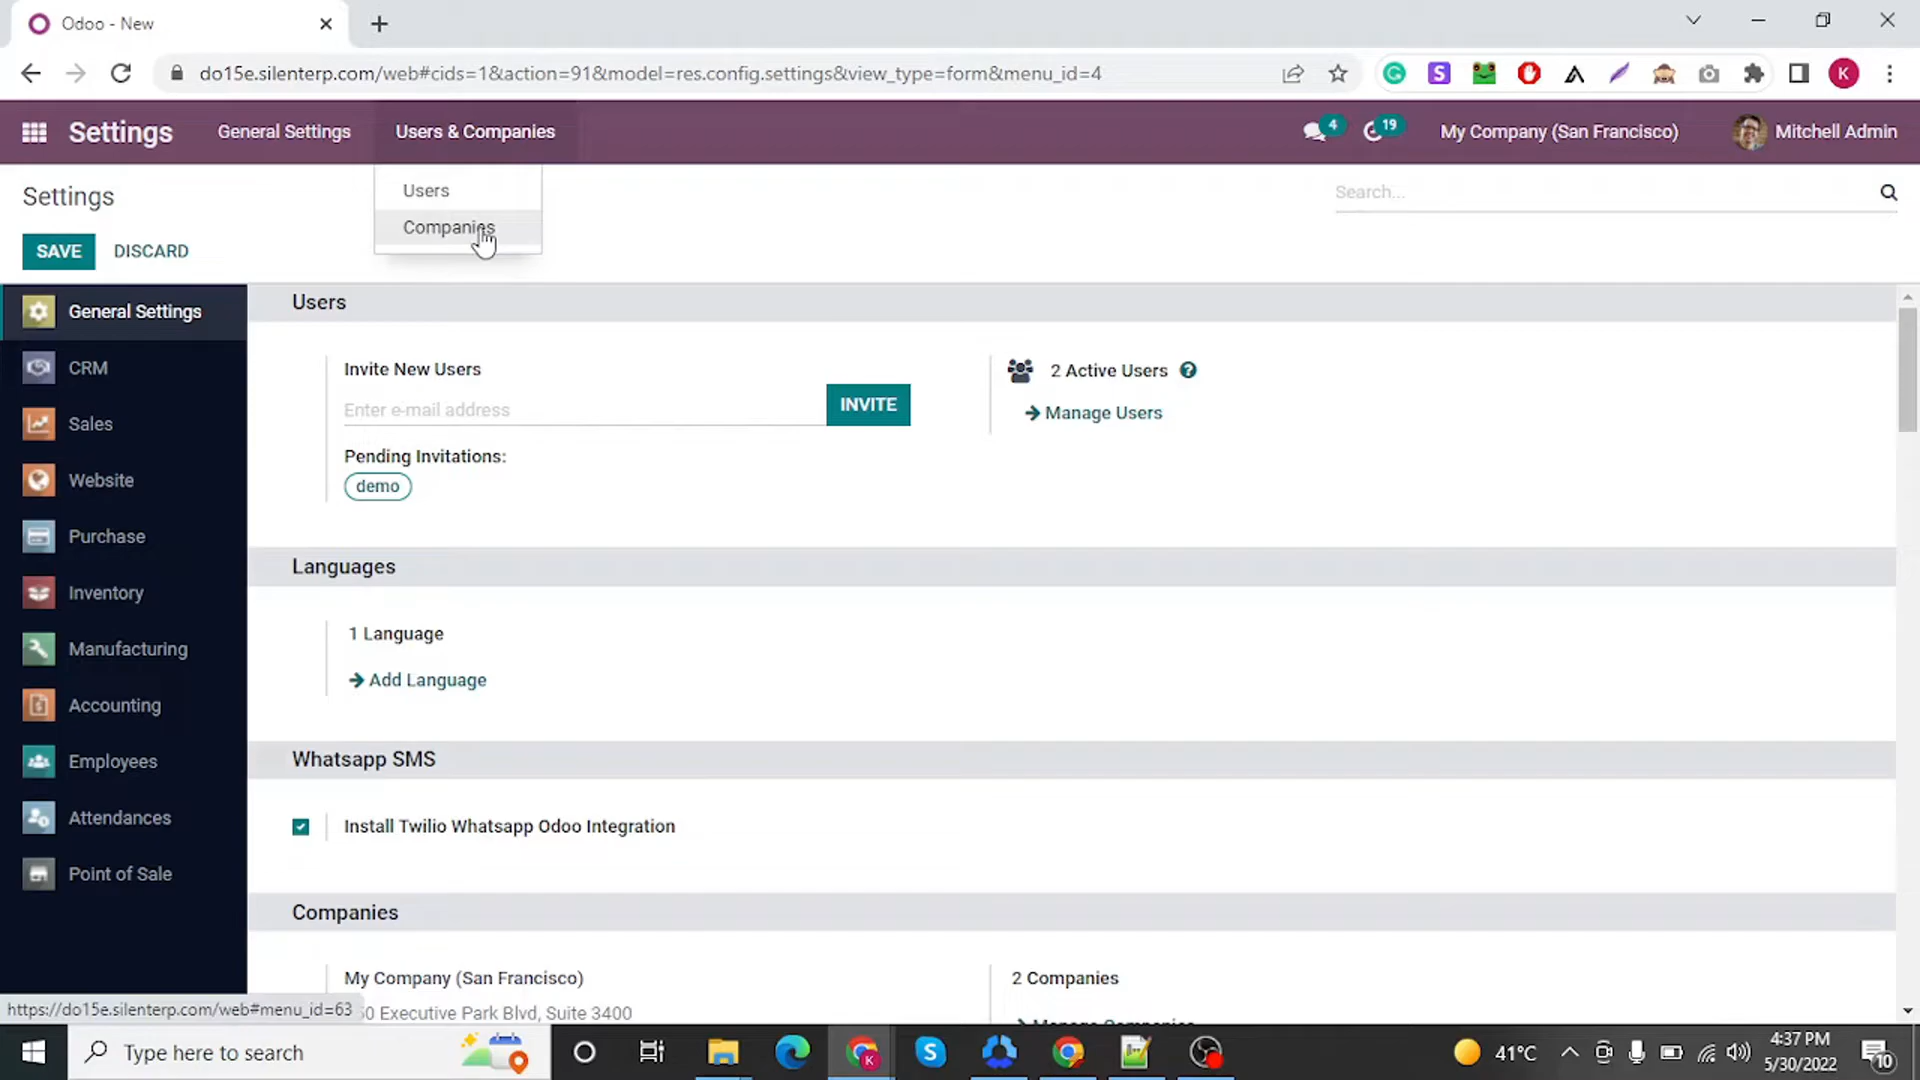 Odoo - New
do15e.silenterp.com/web#cids=1&action=91&model=res.config.settings&view_type=form&menu_id=4
K
Settings
General Settings
Users & Companies
4
19
My Company (San Francisco)
Mitchell Admin
Settings
Users
Companies
Search...
SAVE
DISCARD
General Settings
CRM
Sales
Website
Purchase
Inventory
Manufacturing
Accounting
Employees
Attendances
Point of Sale
Users
Invite New Users
Enter e-mail address
INVITE
Pending Invitations:
demo
2 Active Users
Manage Users
Languages
1 Language
Add Language
Whatsapp SMS
Install Twilio Whatsapp Odoo Integration
Companies
My Company (San Francisco)
0 Executive Park Blvd, Suite 3400
2 Companies
Manage Companies
https://do15e.silenterp.com/web#menu_id=63
Type here to search
41°C
4:37 PM
5/30/2022
10